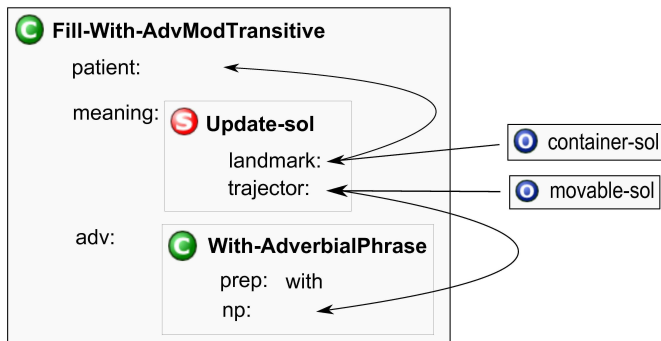 C Fill-With-AdvModTransitive
patient:
meaning:
S Update-sol
landmark:
trajector:
O container-sol
O movable-sol
adv:
C With-AdverbialPhrase
prep: with
np: